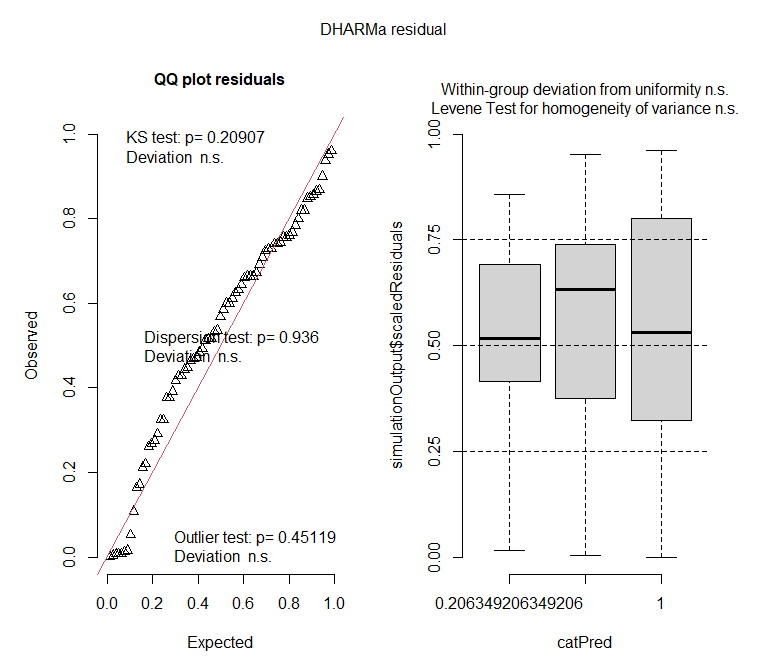 DHARMa residual
QQ plot residuals
KS test: p= 0.20907
Deviation n.s.
Dispersion test: p= 0.936
Deviation n.s.
Outlier test: p= 0.45119
Deviation n.s.
Observed
0.0
0.2
0.4
0.6
0.8
1.0
0.0 0.2 0.4 0.6 0.8 1.0
Expected
Within-group deviation from uniformity n.s.
Levene Test for homogeneity of variance n.s.
simulationOutput$scaledResiduals
0.00
0.25
0.50
0.75
1.00
0.206349206349206 1
catPred